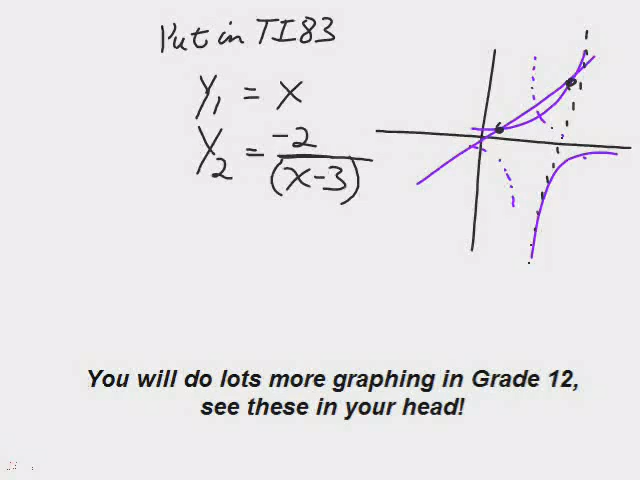 Put in TI83
Y₁ = X
Y₂ = -2/(X-3)
You will do lots more graphing in Grade 12,
see these in your head!